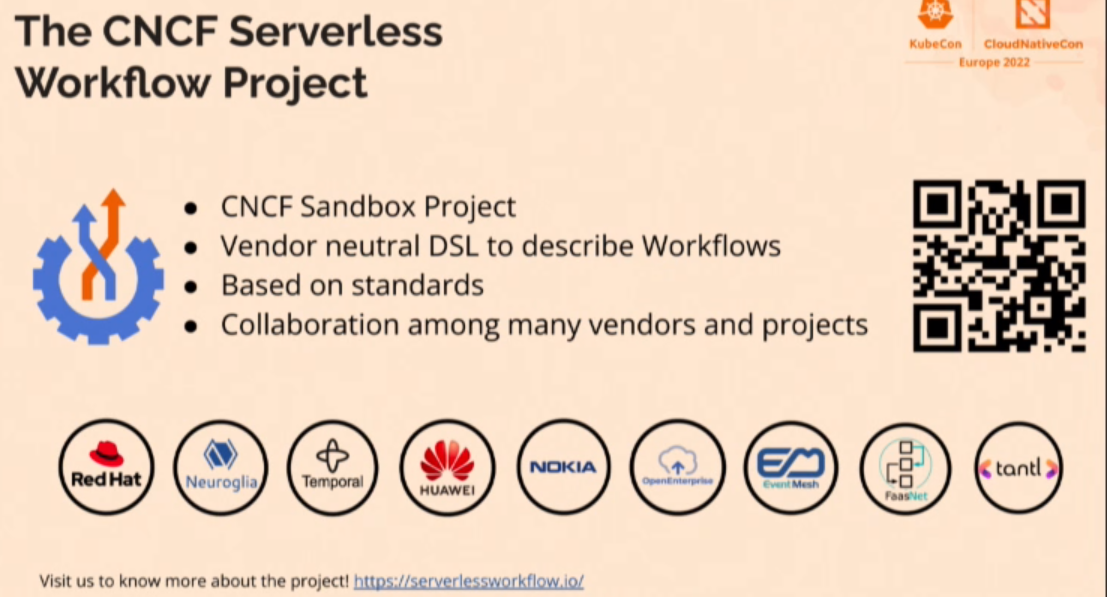 The CNCF Serverless
Workflow Project
KubeCon
CloudNativeCon
Europe 2022
● CNCF Sandbox Project
● Vendor neutral DSL to describe Workflows
● Based on standards
● Collaboration among many vendors and projects
Red Hat
Neuroglia
Temporal
HUAWEI
NOKIA
OpenEnterprise
EM
EventMesh
FaasNet
tantl
Visit us to know more about the project! https://serverlessworkflow.io/